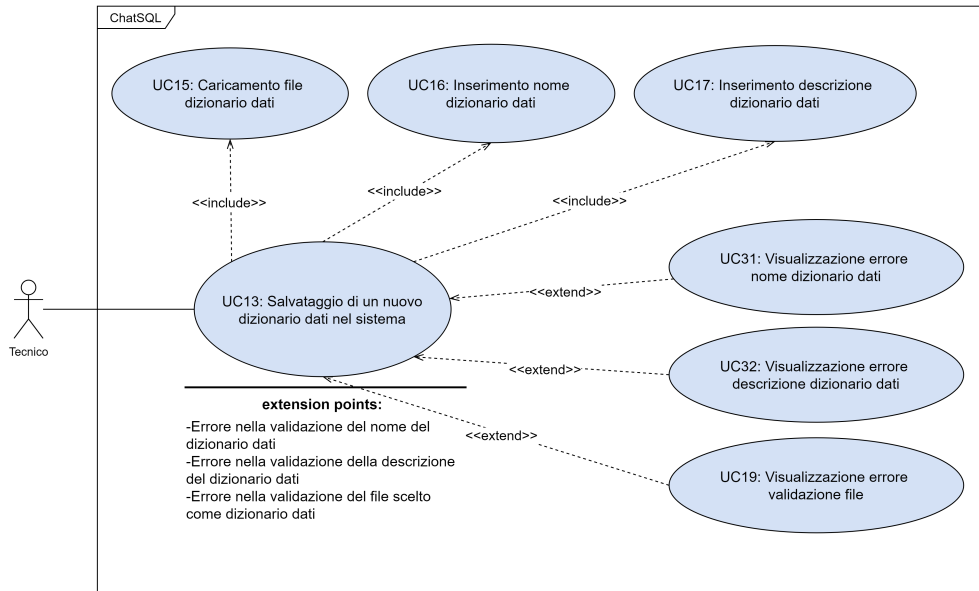 ChatSQL
UC15: Caricamento file
dizionario dati
UC16: Inserimento nome
dizionario dati
UC17: Inserimento descrizione
dizionario dati
<<include>>
<<include>>
<<include>>
UC31: Visualizzazione errore
nome dizionario dati
<<extend>>
UC13: Salvataggio di un nuovo
dizionario dati nel sistema
Tecnico
UC32: Visualizzazione errore
descrizione dizionario dati
<<extend>>
extension points:
-Errore nella validazione del nome del
dizionario dati
-Errore nella validazione della descrizione
del dizionario dati
-Errore nella validazione del file scelto
come dizionario dati
<<extend>>
UC19: Visualizzazione errore
validazione file